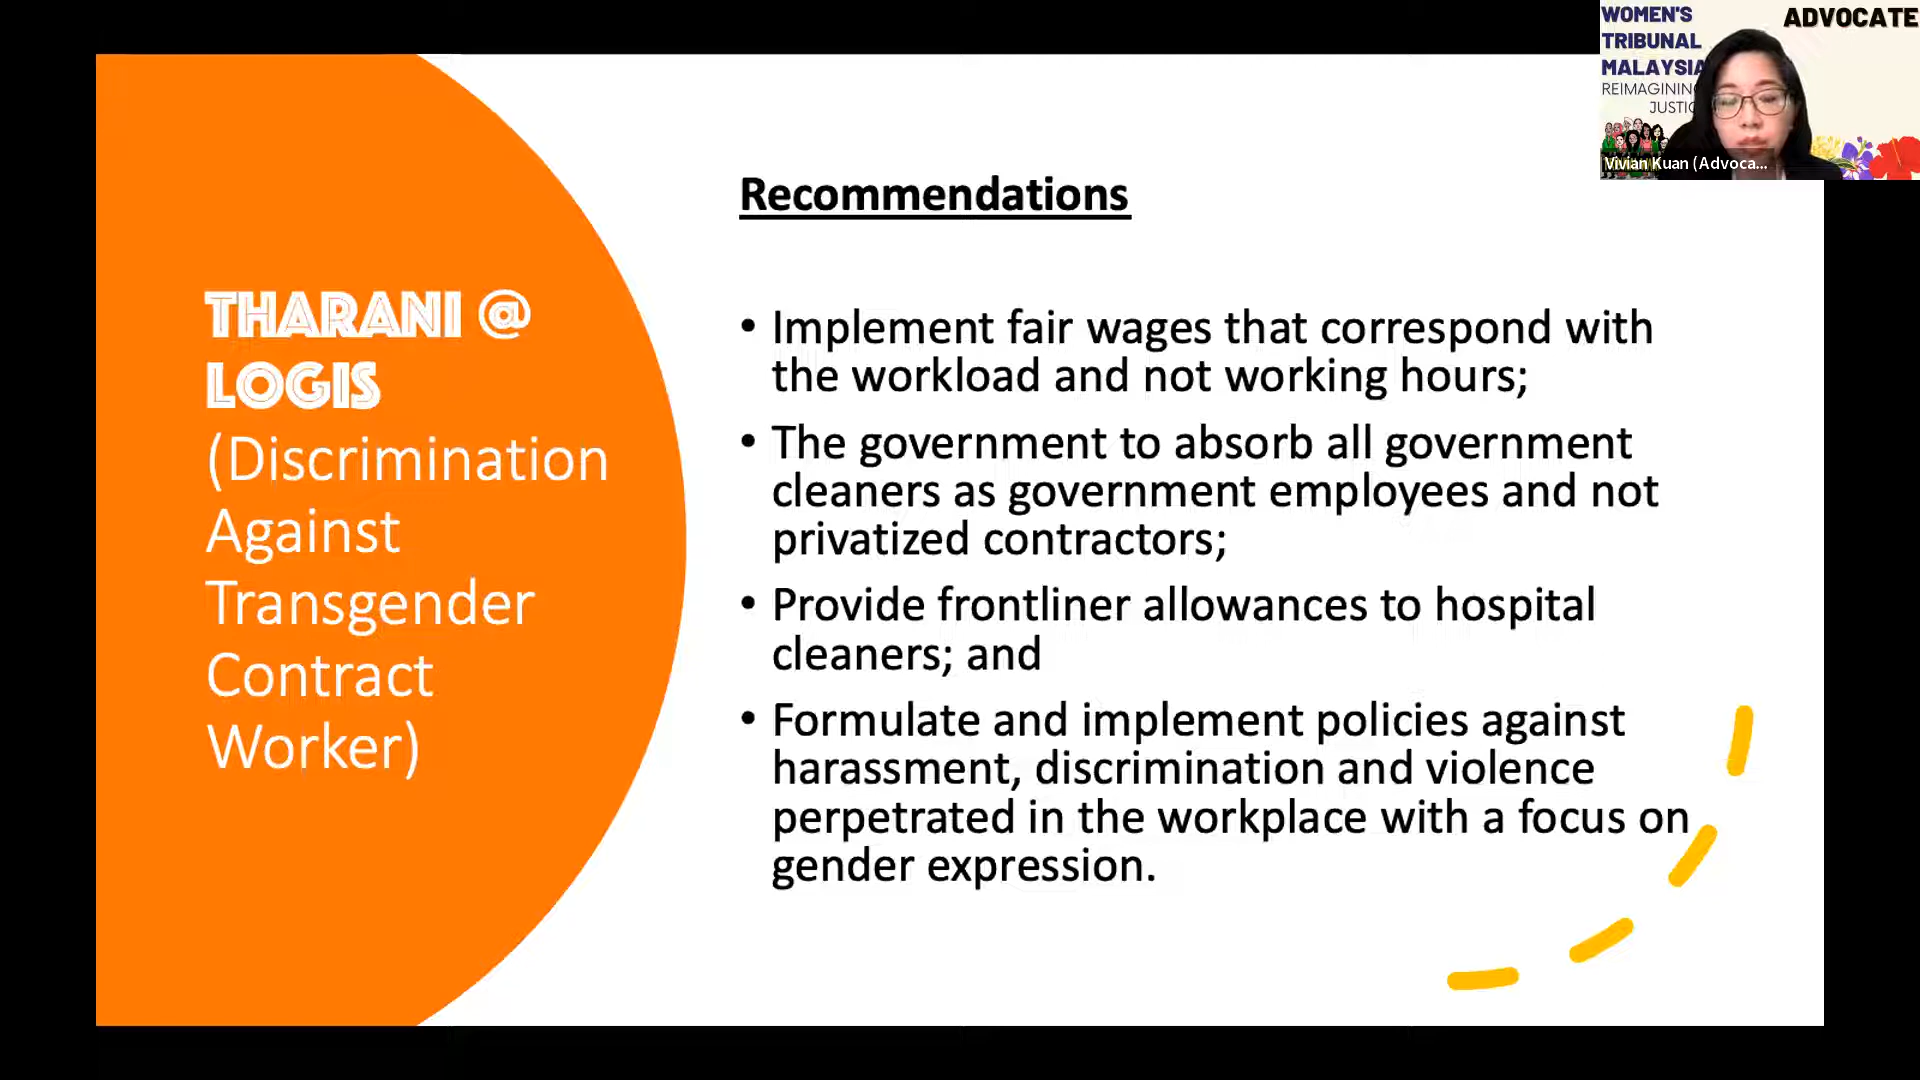 WOMEN'S
TRIBUNAL
MALAYSIA
REIMAGINING
JUSTIC
ADVOCATE
Vivian Kuan (Advoca...
THARANI @
LOGIS
(Discrimination
Against
Transgender
Contract
Worker)
Recommendations
• Implement fair wages that correspond with
the workload and not working hours;
• The government to absorb all government
cleaners as government employees and not
privatized contractors;
• Provide frontliner allowances to hospital
cleaners; and
• Formulate and implement policies against
harassment, discrimination and violence
perpetrated in the workplace with a focus on
gender expression.